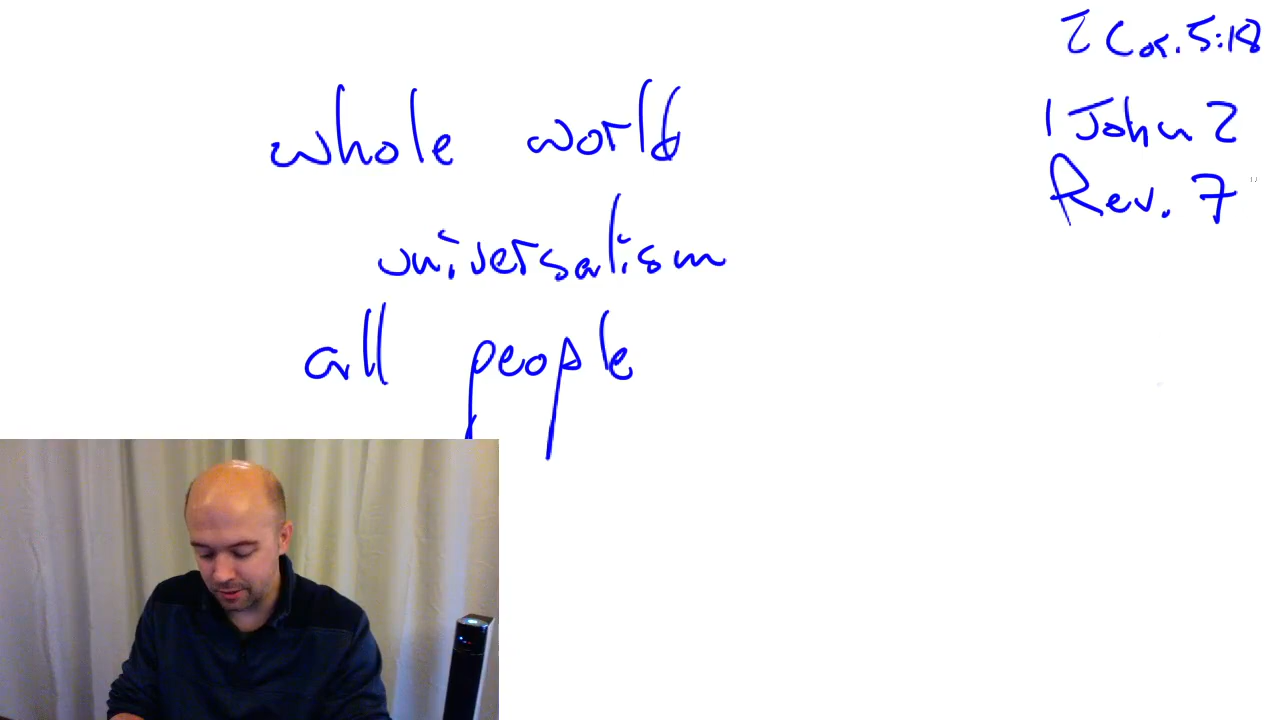 whole world
universalism
all people
2 Cor. 5:18
1 John 2
Rev. 7